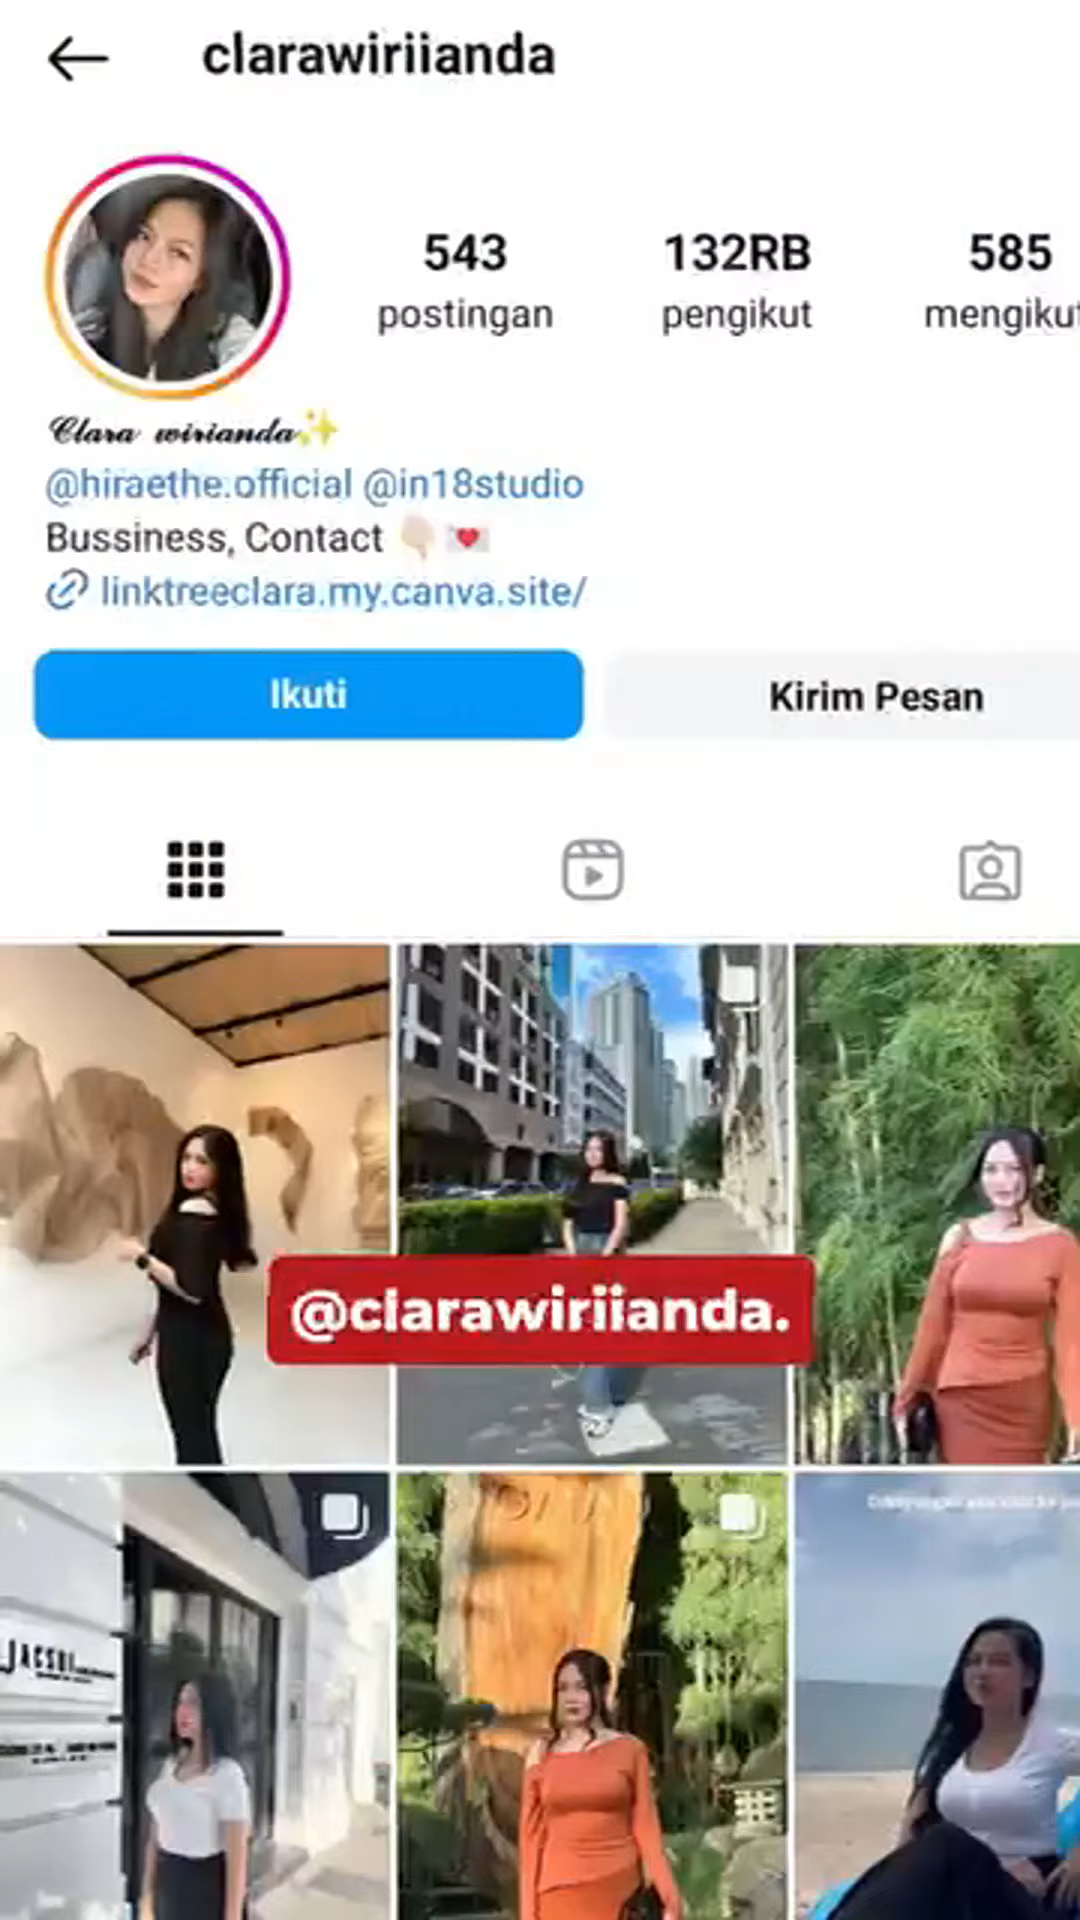 clarawiriianda
543
132RB
585
postingan
pengikut
mengikut
Clara wirianda✨
@hiraethe.official @in18studio
Bussiness, Contact 👇🏻 💌
linktreeclara.my.canva.site/
Ikuti
Kirim Pesan
@clarawiriianda.